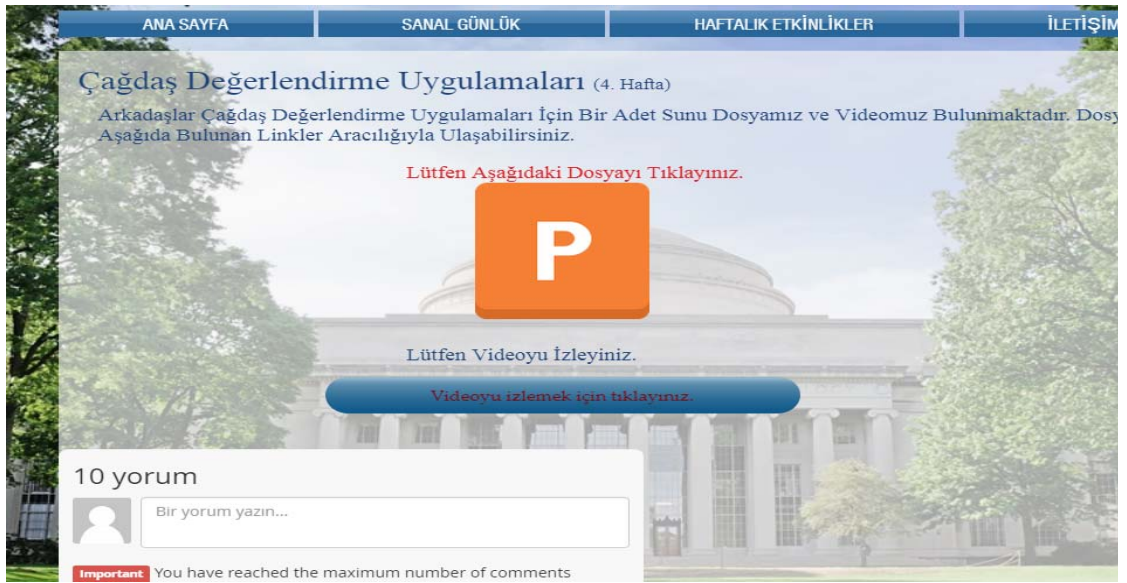 ANA SAYFA
SANAL GÜNLÜK
HAFTALIK ETKİNLİKLER
İLETİŞİM
Çağdaş Değerlendirme Uygulamaları (4. Hafta)
Arkadaşlar Çağdaş Değerlendirme Uygulamaları İçin Bir Adet Sunu Dosyamız ve Videomuz Bulunmaktadır. Dosy
Aşağıda Bulunan Linkler Aracılığıyla Ulaşabilirsiniz.
Lütfen Aşağıdaki Dosyayı Tıklayınız.
P
Lütfen Videoyu İzleyiniz.
Videoyu izlemek için tıklayınız.
10 yorum
Bir yorum yazın...
Important You have reached the maximum number of comments